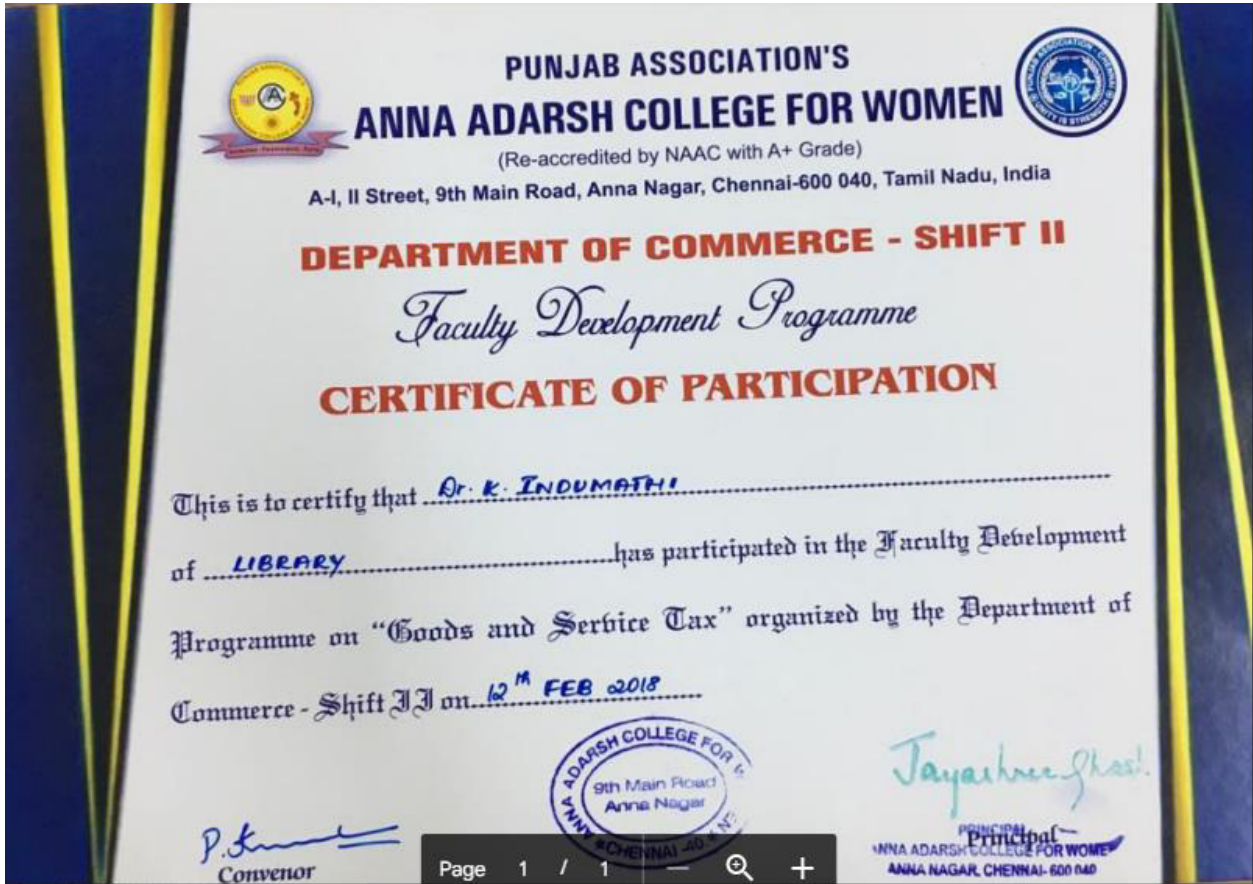 PUNJAB ASSOCIATION'S
ANNA ADARSH COLLEGE FOR WOMEN
(Re-accredited by NAAC with A+ Grade)
A-I, II Street, 9th Main Road, Anna Nagar, Chennai-600 040, Tamil Nadu, India
DEPARTMENT OF COMMERCE - SHIFT II
Faculty Development Programme
CERTIFICATE OF PARTICIPATION
This is to certify that Dr. K. INDUMATHI
of LIBRARY has participated in the Faculty Development
Programme on “Goods and Service Tax” organized by the Department of
Commerce - Shift II on 12th FEB 2018
ANNA ADARSH COLLEGE FOR
9th Main Road
Anna Nagar
CHENNAI -40
Jayashree Ghosh
P.
Convenor
PRINCIPAL
Principal
ANNA ADARSH COLLEGE FOR WOMEN
ANNA NAGAR, CHENNAI- 600 040
Page 1 / 1